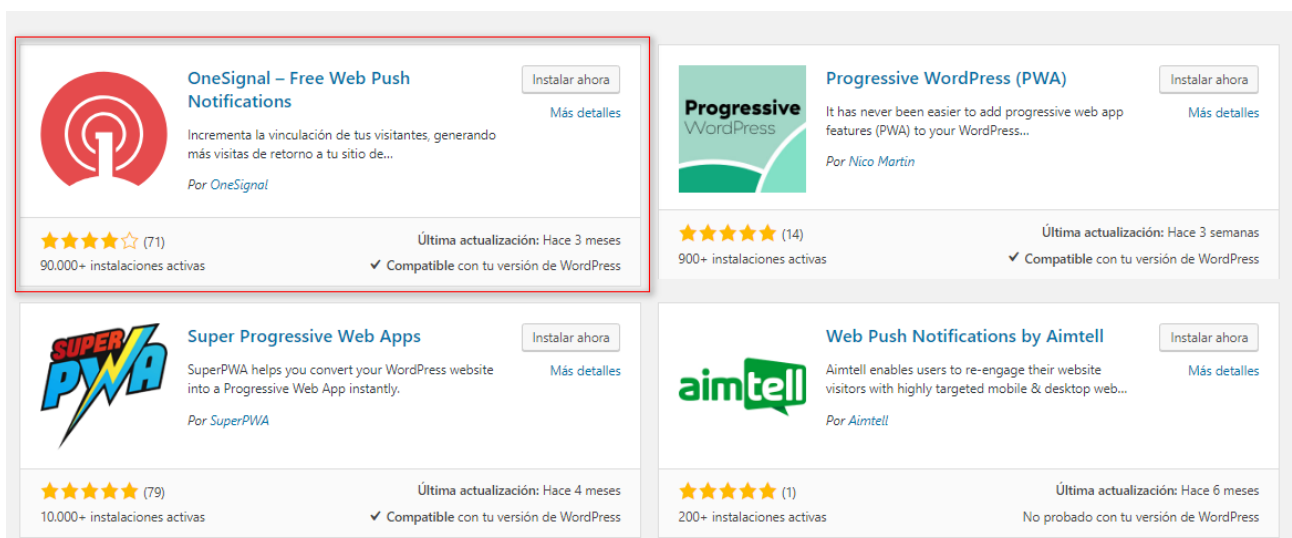 OneSignal – Free Web Push
Notifications
Instalar ahora
Más detalles
Incrementa la vinculación de tus visitantes, generando
más visitas de retorno a tu sitio de...
Por OneSignal
(71)
Última actualización: Hace 3 meses
90.000+ instalaciones activas
✔ Compatible con tu versión de WordPress
Progressive
WordPress
Progressive WordPress (PWA)
Instalar ahora
Más detalles
It has never been easier to add progressive web app
features (PWA) to your WordPress...
Por Nico Martin
(14)
Última actualización: Hace 3 semanas
900+ instalaciones activas
✔ Compatible con tu versión de WordPress
SUPER
PWA
Super Progressive Web Apps
Instalar ahora
Más detalles
SuperPWA helps you convert your WordPress website
into a Progressive Web App instantly.
Por SuperPWA
(79)
Última actualización: Hace 4 meses
10.000+ instalaciones activas
✔ Compatible con tu versión de WordPress
aimtell
Web Push Notifications by Aimtell
Instalar ahora
Más detalles
Aimtell enables users to re-engage their website
visitors with highly targeted mobile & desktop web...
Por Aimtell
(1)
Última actualización: Hace 6 meses
200+ instalaciones activas
No probado con tu versión de WordPress